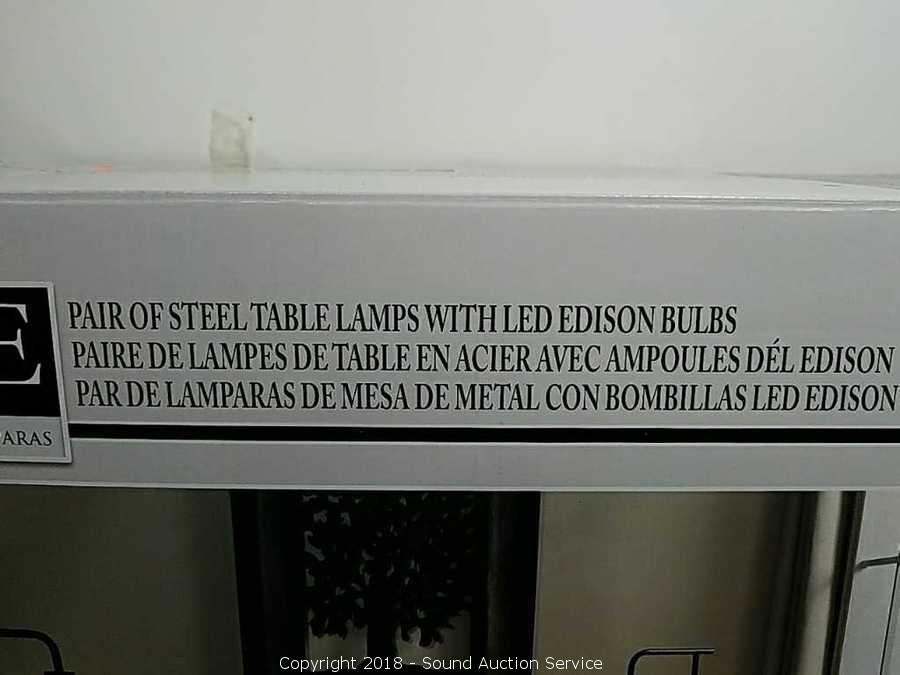 E
PAIR OF STEEL TABLE LAMPS WITH LED EDISON BULBS
PAIRE DE LAMPES DE TABLE EN ACIER AVEC AMPOULES DÉL EDISON
PAR DE LAMPARAS DE MESA DE METAL CON BOMBILLAS LED EDISON
ARAS
Copyright 2018 - Sound Auction Service